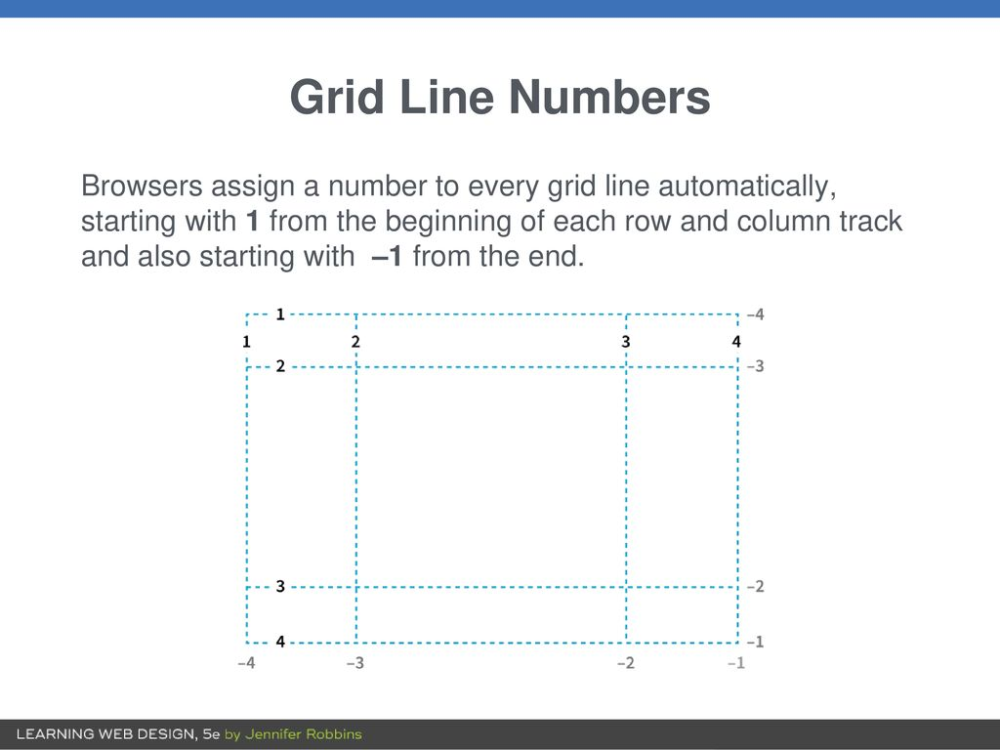 Grid Line Numbers
Browsers assign a number to every grid line automatically,
starting with 1 from the beginning of each row and column track
and also starting with –1 from the end.
1 –4
1 2 3 4
2 –3
3 –2
4 –1
–4 –3 –2 –1
LEARNING WEB DESIGN, 5e by Jennifer Robbins